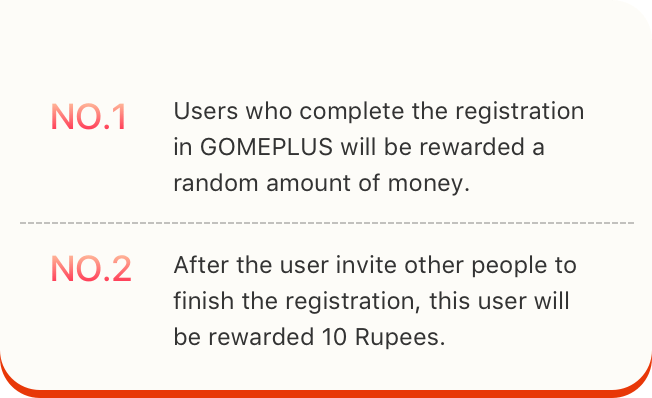 NO.1
Users who complete the registration
in GOMEPLUS will be rewarded a
random amount of money.
NO.2
After the user invite other people to
finish the registration, this user will
be rewarded 10 Rupees.